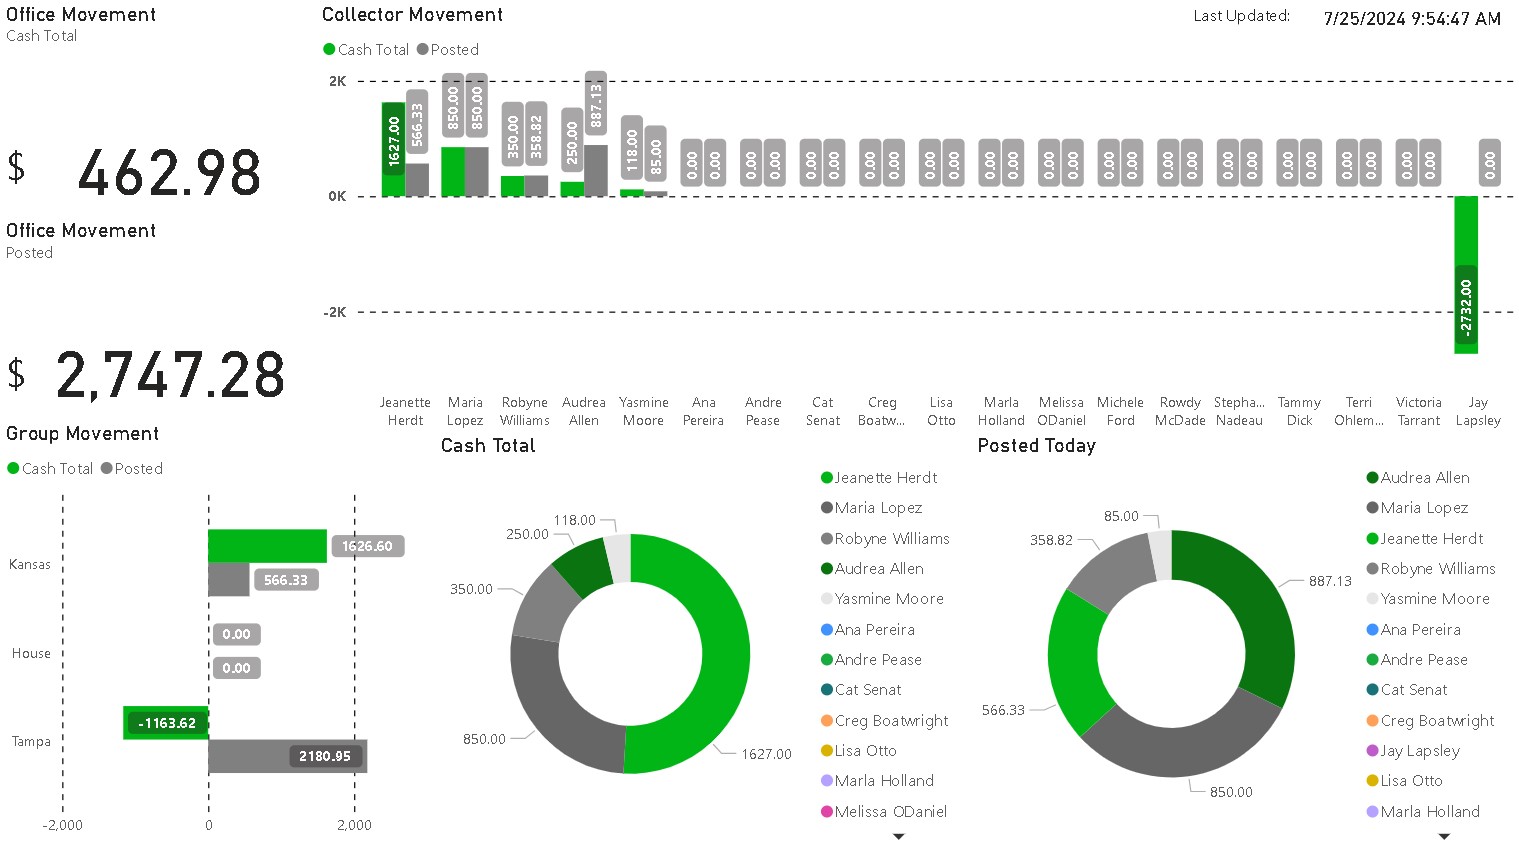 Office Movement
Cash Total
$ 462.98
Office Movement
Posted
$ 2,747.28
Collector Movement
Last Updated: 7/25/2024 9:54:47 AM
Cash Total Posted
2K
0K
-2K
1627.00 566.33 850.00 850.00 350.00 358.82 250.00 887.13 118.00 85.00 0.00 0.00 0.00 0.00 0.00 0.00 0.00 0.00 0.00 0.00 0.00 0.00 0.00 0.00 0.00 0.00 0.00 0.00 0.00 0.00 0.00 0.00 0.00 0.00 0.00 0.00 -2732.00 0.00
Jeanette Maria Robyne Audrea Yasmine Ana Andre Cat Creg Lisa Marla Melissa Michele Rowdy Stepha... Tammy Terri Victoria Jay
Herdt Lopez Williams Allen Moore Pereira Pease Senat Boatw... Otto Holland ODaniel Ford McDade Nadeau Dick Ohlem... Tarrant Lapsley
Group Movement
Cash Total Posted
Kansas
1626.60
566.33
House
0.00
0.00
Tampa
-1163.62
2180.95
-2,000 0 2,000
Cash Total
118.00
250.00
350.00
850.00
1627.00
Jeanette Herdt
Maria Lopez
Robyne Williams
Audrea Allen
Yasmine Moore
Ana Pereira
Andre Pease
Cat Senat
Creg Boatwright
Lisa Otto
Marla Holland
Melissa ODaniel
Posted Today
85.00
358.82
887.13
566.33
850.00
Audrea Allen
Maria Lopez
Jeanette Herdt
Robyne Williams
Yasmine Moore
Ana Pereira
Andre Pease
Cat Senat
Creg Boatwright
Jay Lapsley
Lisa Otto
Marla Holland